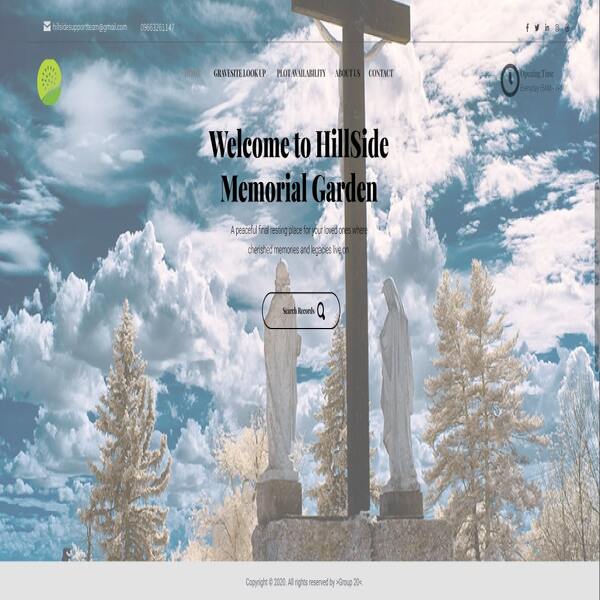 hillsidesupportteam@gmail.com 09663261147
HOME GRAVESITE LOOK UP PLOT AVAILABILITY ABOUT US CONTACT
Opening Time
Everyday
Welcome to HillSide
Memorial Garden
A peaceful final resting place for your loved ones where
cherished memories and legacies live on
Search Records
Copyright © 2020. All rights reserved by >Group 20<.